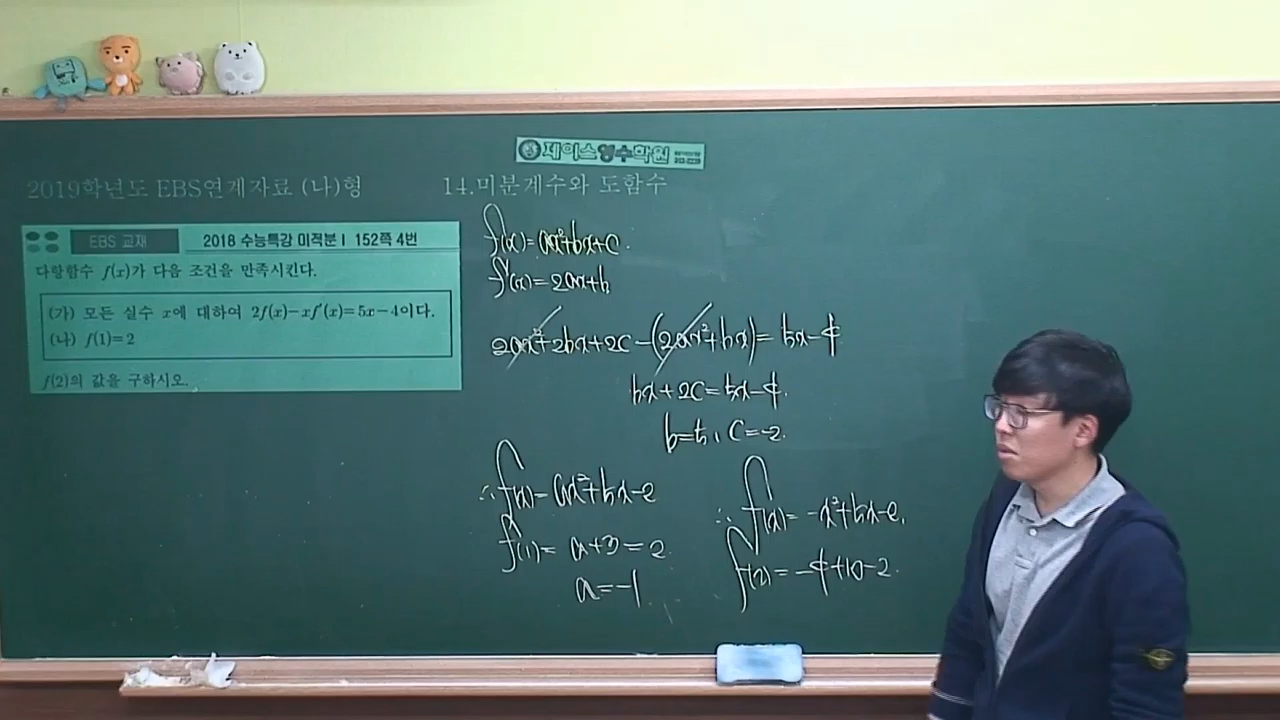 제이스영수학원
2019학년도 EBS연계자료 (나)형
14.미분계수와 도함수
EBS 교재
2018 수능특강 미적분Ⅰ 152쪽 4번
다항함수 f(x)가 다음 조건을 만족시킨다.
(가) 모든 실수 x에 대하여 2f(x)-xf'(x)=5x-4이다.
(나) f(1)=2
f(2)의 값을 구하시오.
f(x)=ax²+bx+c.
f'(x)=2ax+b
2ax²+2bx+2c-(2ax²+bx)=5x-4
bx+2c=5x-4.
b=5, c=-2.
∴f(x)=ax²+5x-2
f(1)=a+3=2
a=-1
∴f(x)=-x²+5x-2.
f(2)=-4+10-2.